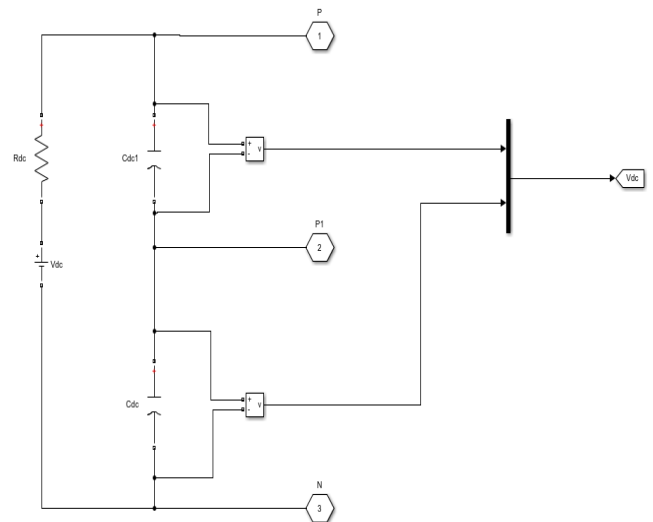 P
1
+
+
Rdc
Cdc1
+
-
v
Vdc
P1
2
+
Vdc
+
Cdc
+
-
v
N
3